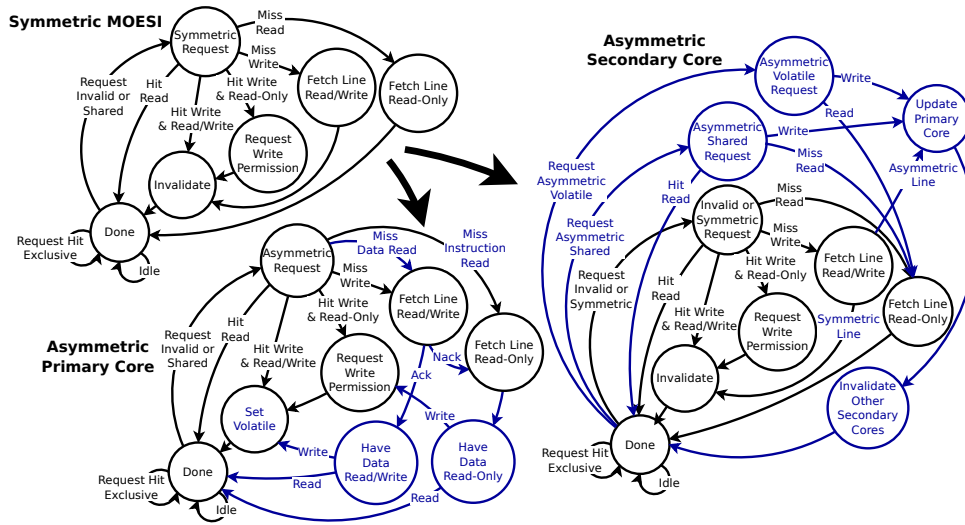 Symmetric MOESI
Symmetric
Request
Miss
Read
Miss
Write
Fetch Line
Read/Write
Fetch Line
Read-Only
Request
Invalid or
Shared
Hit
Read
Hit Write
& Read-Only
Hit Write
& Read/Write
Request
Write
Permission
Invalidate
Done
Request Hit
Exclusive
Idle
Asymmetric
Primary Core
Asymmetric
Request
Miss
Data Read
Miss
Instruction
Read
Miss
Write
Fetch Line
Read/Write
Hit Write
& Read-Only
Hit
Read
Request
Invalid or
Shared
Hit Write
& Read/Write
Request
Write
Permission
Nack
Fetch Line
Read-Only
Ack
Set
Volatile
Write
Write
Have
Data
Read/Write
Have
Data
Read-Only
Done
Read
Read
Request Hit
Exclusive
Idle
Asymmetric
Secondary Core
Asymmetric
Volatile
Request
Write
Read
Update
Primary
Core
Asymmetric
Shared
Request
Write
Miss
Read
Asymmetric
Line
Request
Asymmetric
Volatile
Hit
Read
Request
Asymmetric
Shared
Invalid or
Symmetric
Request
Miss
Read
Miss
Write
Fetch Line
Read/Write
Hit Write
& Read-Only
Request
Invalid or
Symmetric
Hit
Read
Hit Write
& Read/Write
Request
Write
Permission
Symmetric
Line
Fetch Line
Read-Only
Invalidate
Invalidate
Other
Secondary
Cores
Done
Request Hit
Exclusive
Idle